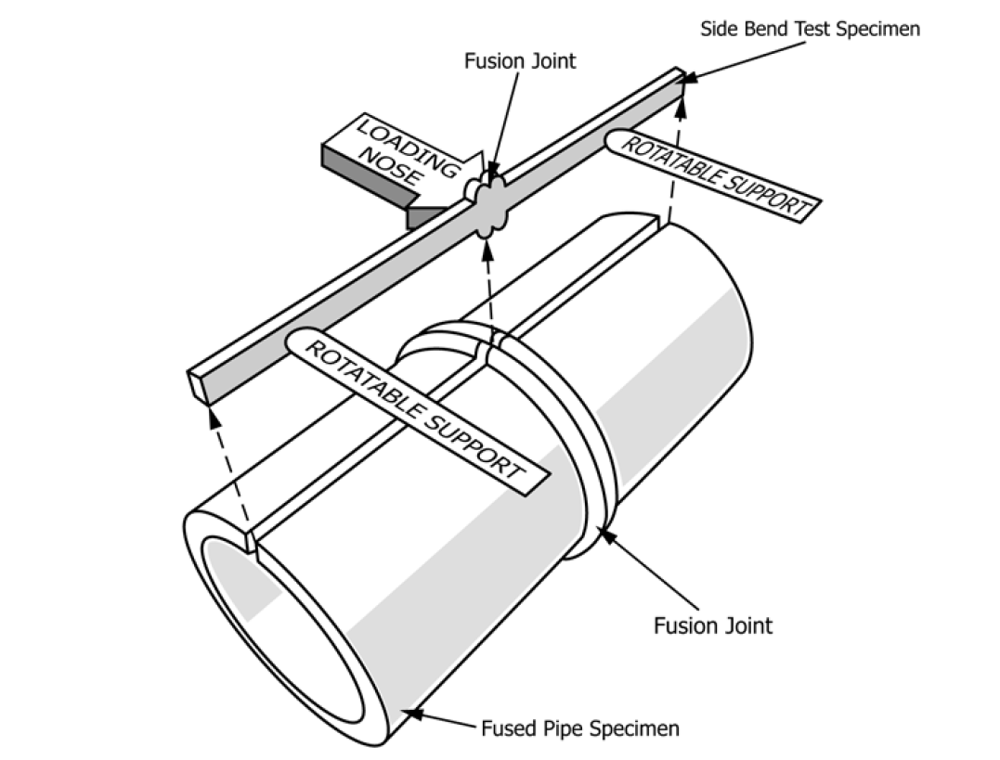 Side Bend Test Specimen
Fusion Joint
LOADING
NOSE
ROTATABLE SUPPORT
ROTATABLE SUPPORT
Fusion Joint
Fused Pipe Specimen